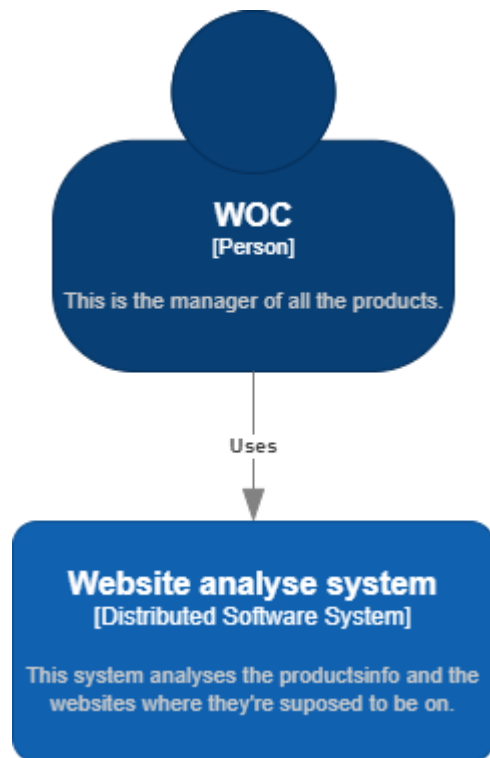 WOC
[Person]
This is the manager of all the products.
Uses
Website analyse system
[Distributed Software System]
This system analyses the productsinfo and the
websites where they're suposed to be on.